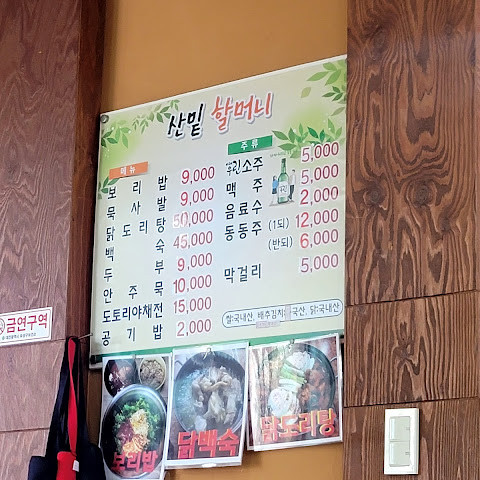 산밑 할머니
메뉴
보리밥 9,000
묵사발 9,000
닭도리탕 50,000
백숙 45,000
두부 9,000
안주묵 10,000
도토리야채전 15,000
공기밥 2,000
주류
소주 5,000
맥주 5,000
음료수 2,000
동동주 (1되) 12,000
(반되) 6,000
막걸리 5,000
쌀:국내산, 배추김치: 국산, 닭:국내산
금연구역
보리밥
닭백숙
닭도리탕